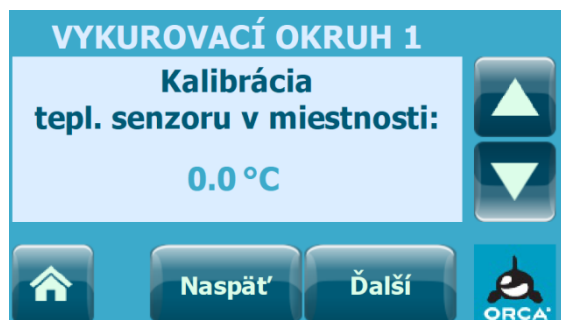 VYKUROVACÍ OKRUH 1
Kalibrácia
tepl. senzoru v miestnosti:
0.0 °C
Naspäť
Ďalší
ORCA